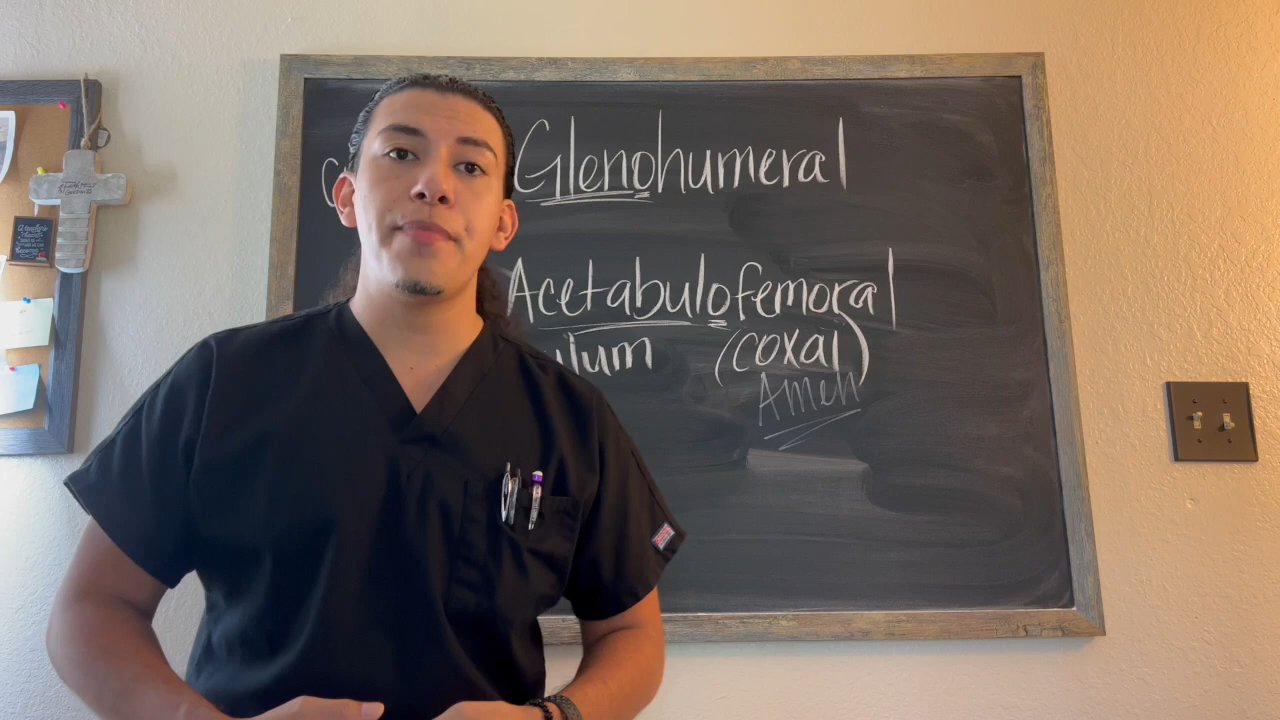 Glenohumeral
Acetabulofemoral
ulum (coxal)
Amen